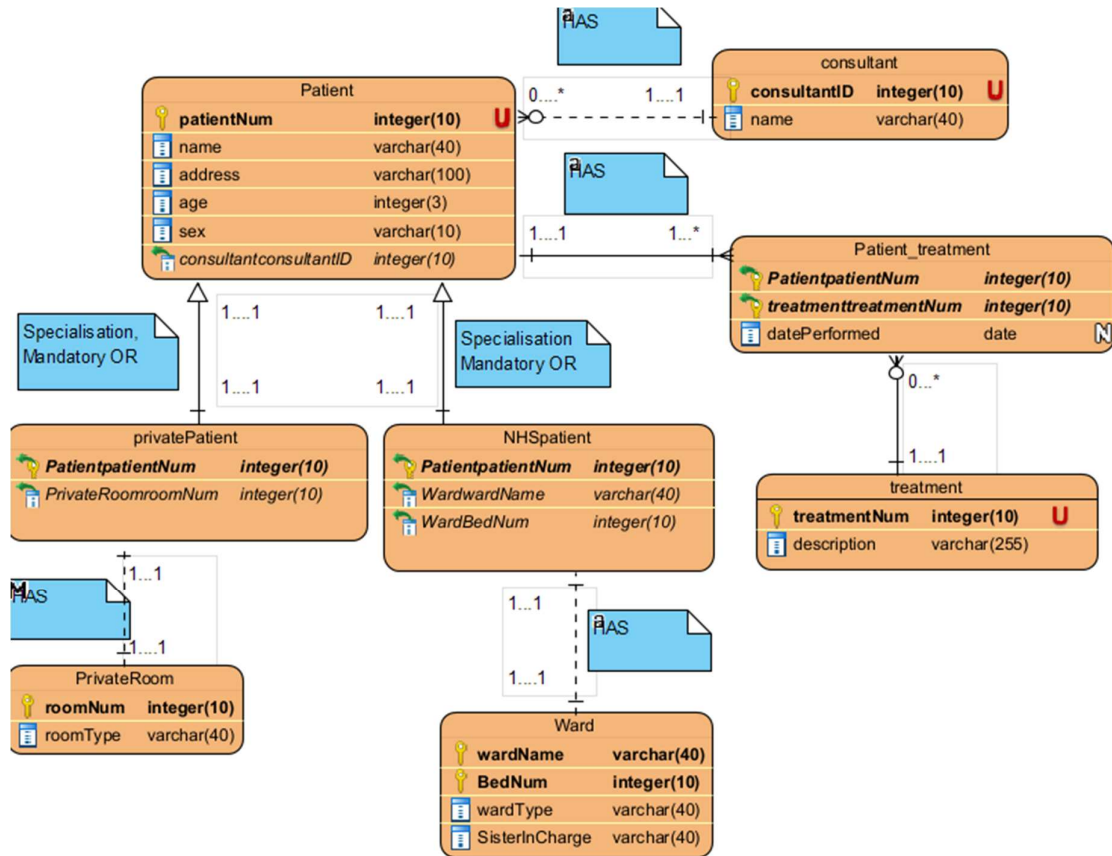 a
HAS
consultant
consultantID integer(10) U
name varchar(40)
0....* 1....1
Patient
patientNum integer(10) U
name varchar(40)
address varchar(100)
age integer(3)
sex varchar(10)
consultantconsultantID integer(10)
a
HAS
1....1 1...*
Patient_treatment
PatientpatientNum integer(10)
treatmenttreatmentNum integer(10)
datePerformed date N
Specialisation,
Mandatory OR
1....1 1....1
1....1 1....1
Specialisation
Mandatory OR
0...*
1....1
privatePatient
PatientpatientNum integer(10)
PrivateRoomroomNum integer(10)
NHSpatient
PatientpatientNum integer(10)
WardwardName varchar(40)
WardBedNum integer(10)
treatment
treatmentNum integer(10) U
description varchar(255)
M
HAS
1...1
1....1
PrivateRoom
roomNum integer(10)
roomType varchar(40)
1...1
1....1
a
HAS
Ward
wardName varchar(40)
BedNum integer(10)
wardType varchar(40)
SisterInCharge varchar(40)